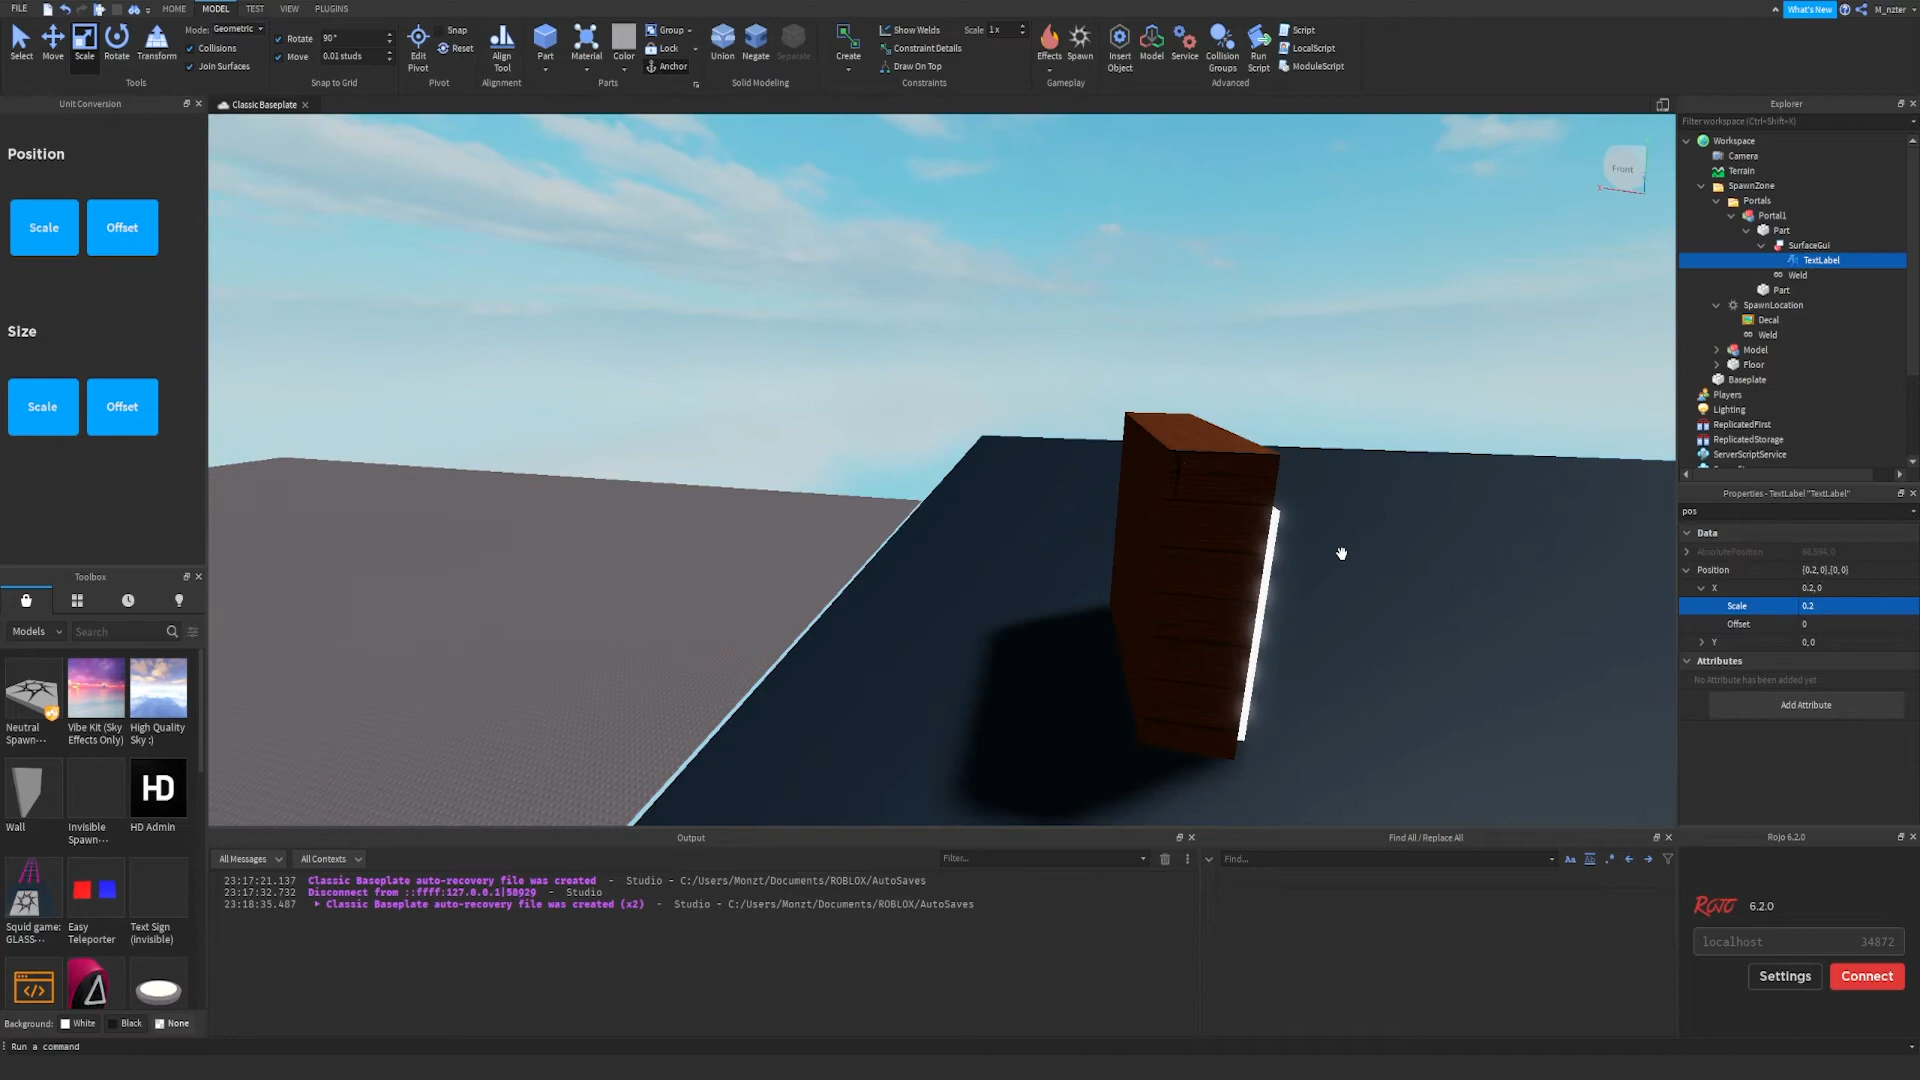 FILE
HOME
MODEL
TEST
VIEW
PLUGINS
What's New
M_nzter
Select
Move
Scale
Rotate
Transform
Mode: Geometric
Collisions
Join Surfaces
Tools
Rotate 90°
Move 0.01 studs
Snap to Grid
Edit
Pivot
Snap
Reset
Pivot
Align
Tool
Alignment
Part
Material
Color
Group
Lock
Anchor
Parts
Union
Negate
Separate
Solid Modeling
Create
Show Welds
Scale 1x
Constraint Details
Draw On Top
Constraints
Effects
Spawn
Gameplay
Insert
Object
Model
Service
Collision
Groups
Run
Script
Script
LocalScript
ModuleScript
Advanced
Unit Conversion
Position
Scale
Offset
Size
Scale
Offset
Classic Baseplate
Front
Toolbox
Models
Search
Neutral
Spawn···
Vibe Kit (Sky
Effects Only)
High Quality
Sky :)
Wall
Invisible
Spawn···
HD
HD Admin
Squid game:
GLASS···
Easy
Teleporter
Text Sign
(invisible)
Background:
White
Black
None
Run a command
Output
All Messages
All Contexts
Filter...
23:17:21.137 Classic Baseplate auto-recovery file was created - Studio - C:/Users/Monzt/Documents/ROBLOX/AutoSaves
23:17:32.732 Disconnect from ::ffff:127.0.0.1|58929 - Studio
23:18:35.487 Classic Baseplate auto-recovery file was created (x2) - Studio - C:/Users/Monzt/Documents/ROBLOX/AutoSaves
Find All / Replace All
Find...
Aa
Ab
Explorer
Filter workspace (Ctrl+Shift+X)
Workspace
Camera
Terrain
SpawnZone
Portals
Portal1
Part
SurfaceGui
TextLabel
Weld
Part
SpawnLocation
Decal
Weld
Model
Floor
Baseplate
Players
Lighting
ReplicatedFirst
ReplicatedStorage
ServerScriptService
Properties - TextLabel "TextLabel"
pos
Data
AbsolutePosition 66.594, 0
Position {0.2, 0},{0, 0}
X 0.2, 0
Scale 0.2
Offset 0
Y 0, 0
Attributes
No Attribute has been added yet
Add Attribute
Rojo 6.2.0
ROJO 6.2.0
localhost 34872
Settings
Connect